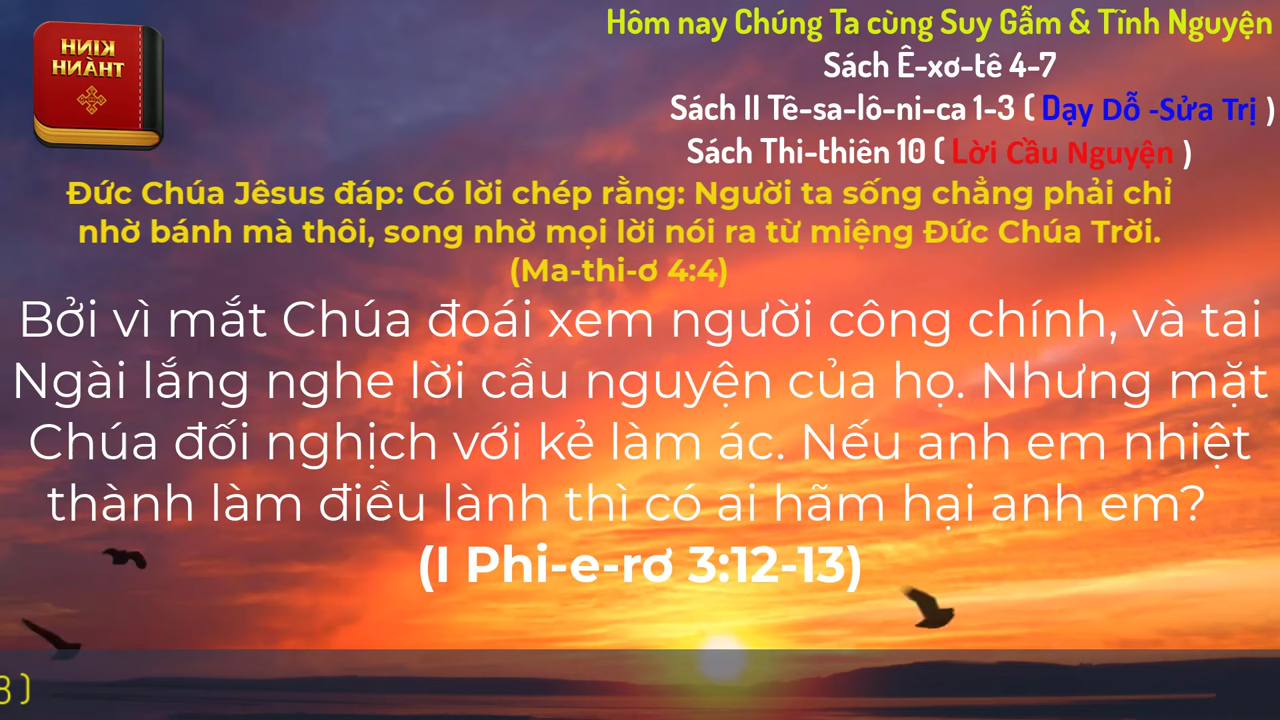 KINH
THÀNH
Hôm nay Chúng Ta cùng Suy Gẫm & Tĩnh Nguyện
Sách Ê-xơ-tê 4-7
Sách II Tê-sa-lô-ni-ca 1-3 ( Dạy Dỗ -Sửa Trị )
Sách Thi-thiên 10 ( Lời Cầu Nguyện )
Đức Chúa Jêsus đáp: Có lời chép rằng: Người ta sống chẳng phải chỉ
nhờ bánh mà thôi, song nhờ mọi lời nói ra từ miệng Đức Chúa Trời.
(Ma-thi-ơ 4:4)
Bởi vì mắt Chúa đoái xem người công chính, và tai
Ngài lắng nghe lời cầu nguyện của họ. Nhưng mặt
Chúa đối nghịch với kẻ làm ác. Nếu anh em nhiệt
thành làm điều lành thì có ai hãm hại anh em?
(I Phi-e-rơ 3:12-13)